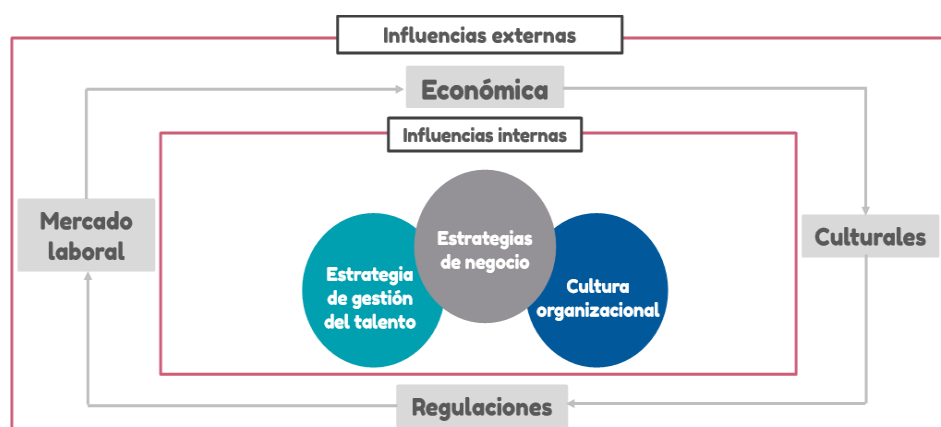 Influencias externas
Económica
Influencias internas
Mercado
laboral
Culturales
Estrategias
de negocio
Estrategia
de gestión
del talento
Cultura
organizacional
Regulaciones